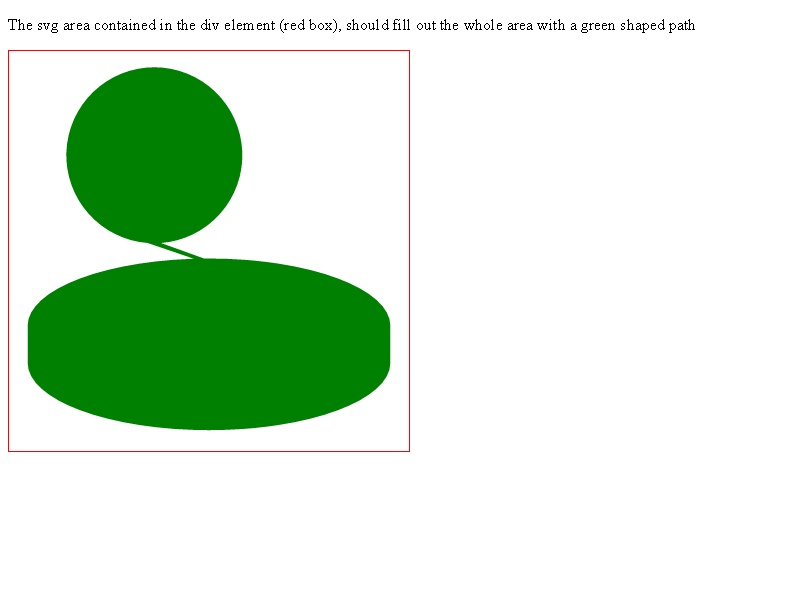 The svg area contained in the div element (red box), should fill out the whole area with a green shaped path